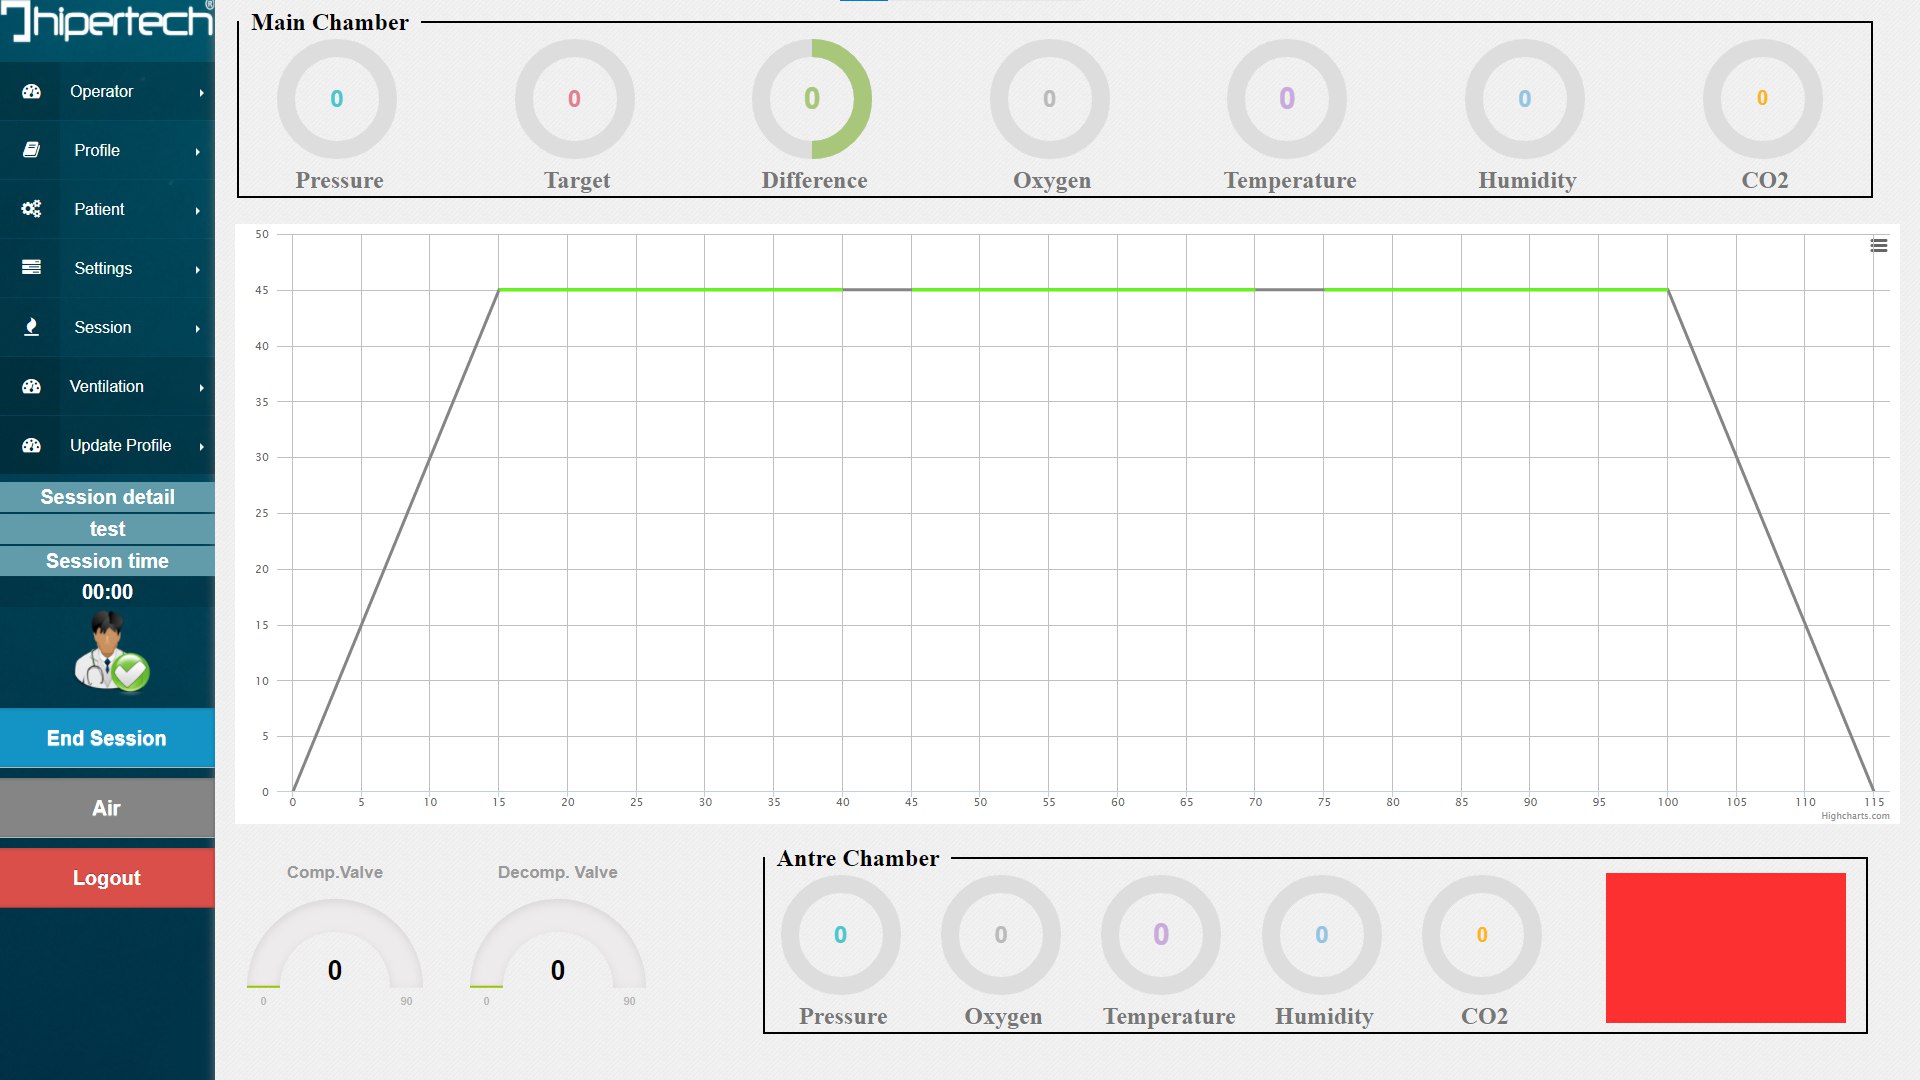 hipertech®
Operator
Profile
Patient
Settings
Session
Ventilation
Update Profile
Session detail
test
Session time
00:00
End Session
Air
Logout
Main Chamber
0 0 0 0 0 0 0
Pressure Target Difference Oxygen Temperature Humidity CO2
50
45
40
35
30
25
20
15
10
5
0
0 5 10 15 20 25 30 35 40 45 50 55 60 65 70 75 80 85 90 95 100 105 110 115
Highcharts.com
Comp.Valve
0
0 90
Decomp. Valve
0
0 90
Antre Chamber
0 0 0 0 0
Pressure Oxygen Temperature Humidity CO2